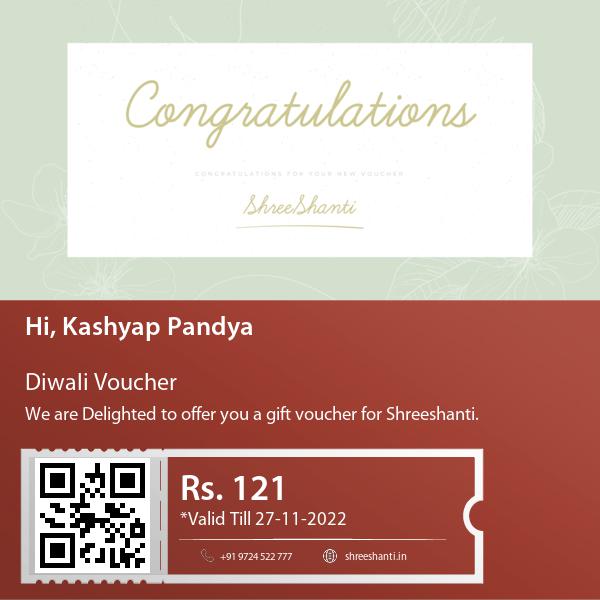 Congratulations
CONGRATULATIONS FOR YOUR NEW VOUCHER
ShreeShanti
Hi, Kashyap Pandya
Diwali Voucher
We are Delighted to offer you a gift voucher for Shreeshanti.
Rs. 121
*Valid Till 27-11-2022
+91 9724 522 777 shreeshanti.in